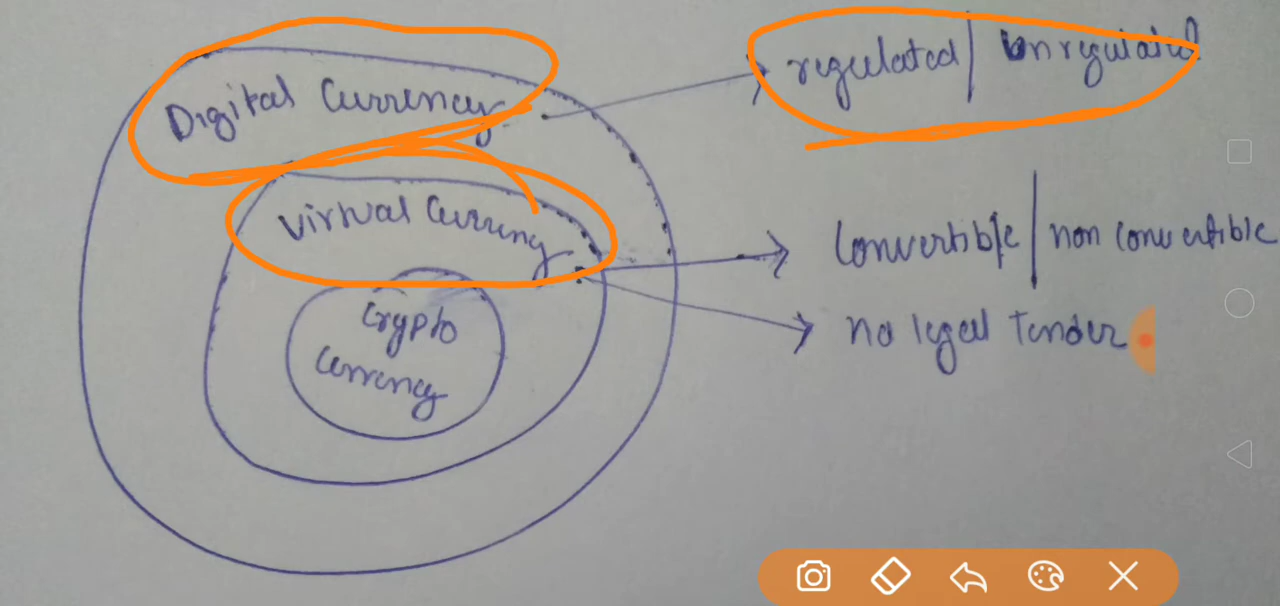 Digital Currency
regulated / Unregulated
Virtual Currency
Convertible / non convertible
no legal Tender
Crypto
Currency